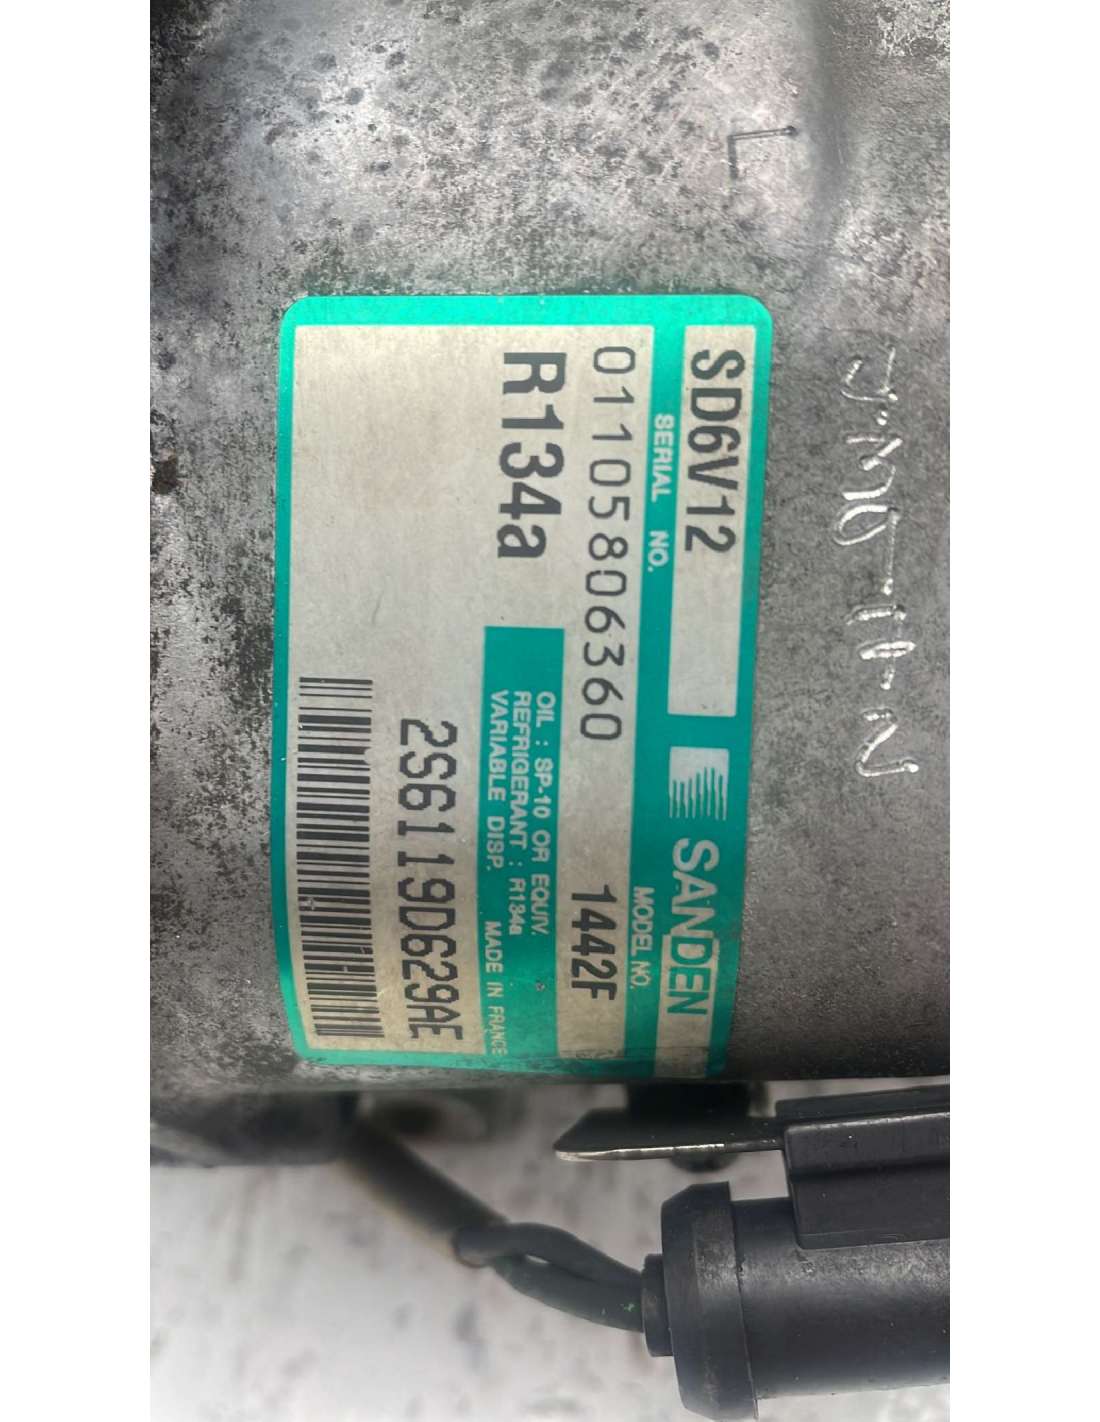 L
SD6V12
SANDEN
SERIAL NO.
MODEL NO.
01105806360
1442F
R134a
OIL : SP-10 OR EQUIV.
REFRIGERANT : R134a
VARIABLE DISP.
MADE IN FRANCE
2S6119D629AE